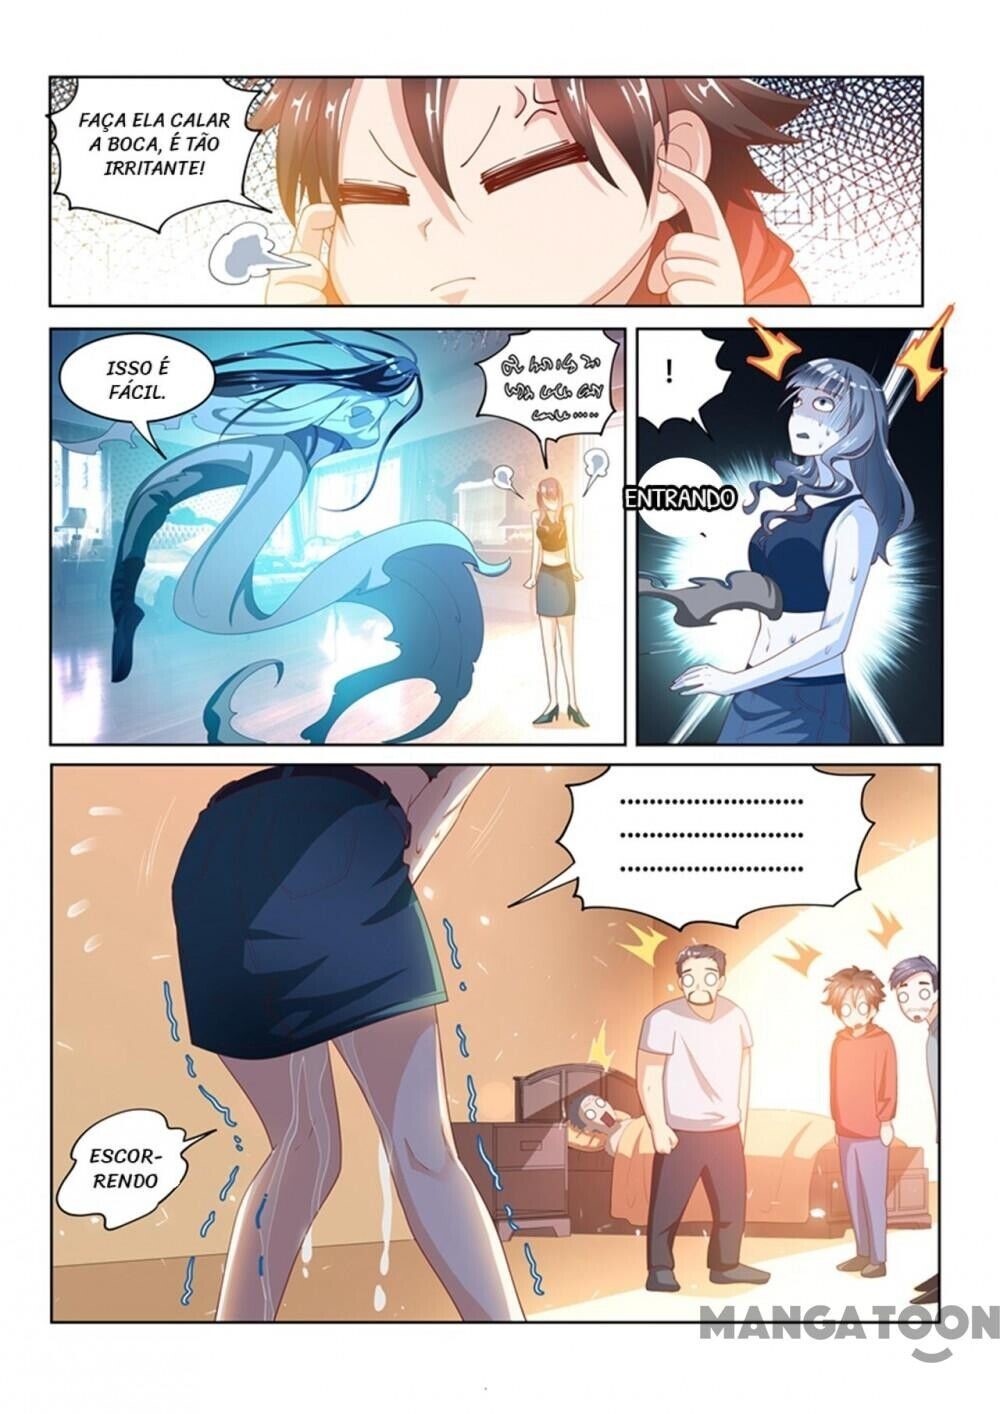 FAÇA ELA CALAR
A BOCA, É TÃO
IRRITANTE!
ISSO É
FÁCIL.
!
ENTRANDO
..............................
..............................
..............................
ESCOR-
RENDO
MANGATOON